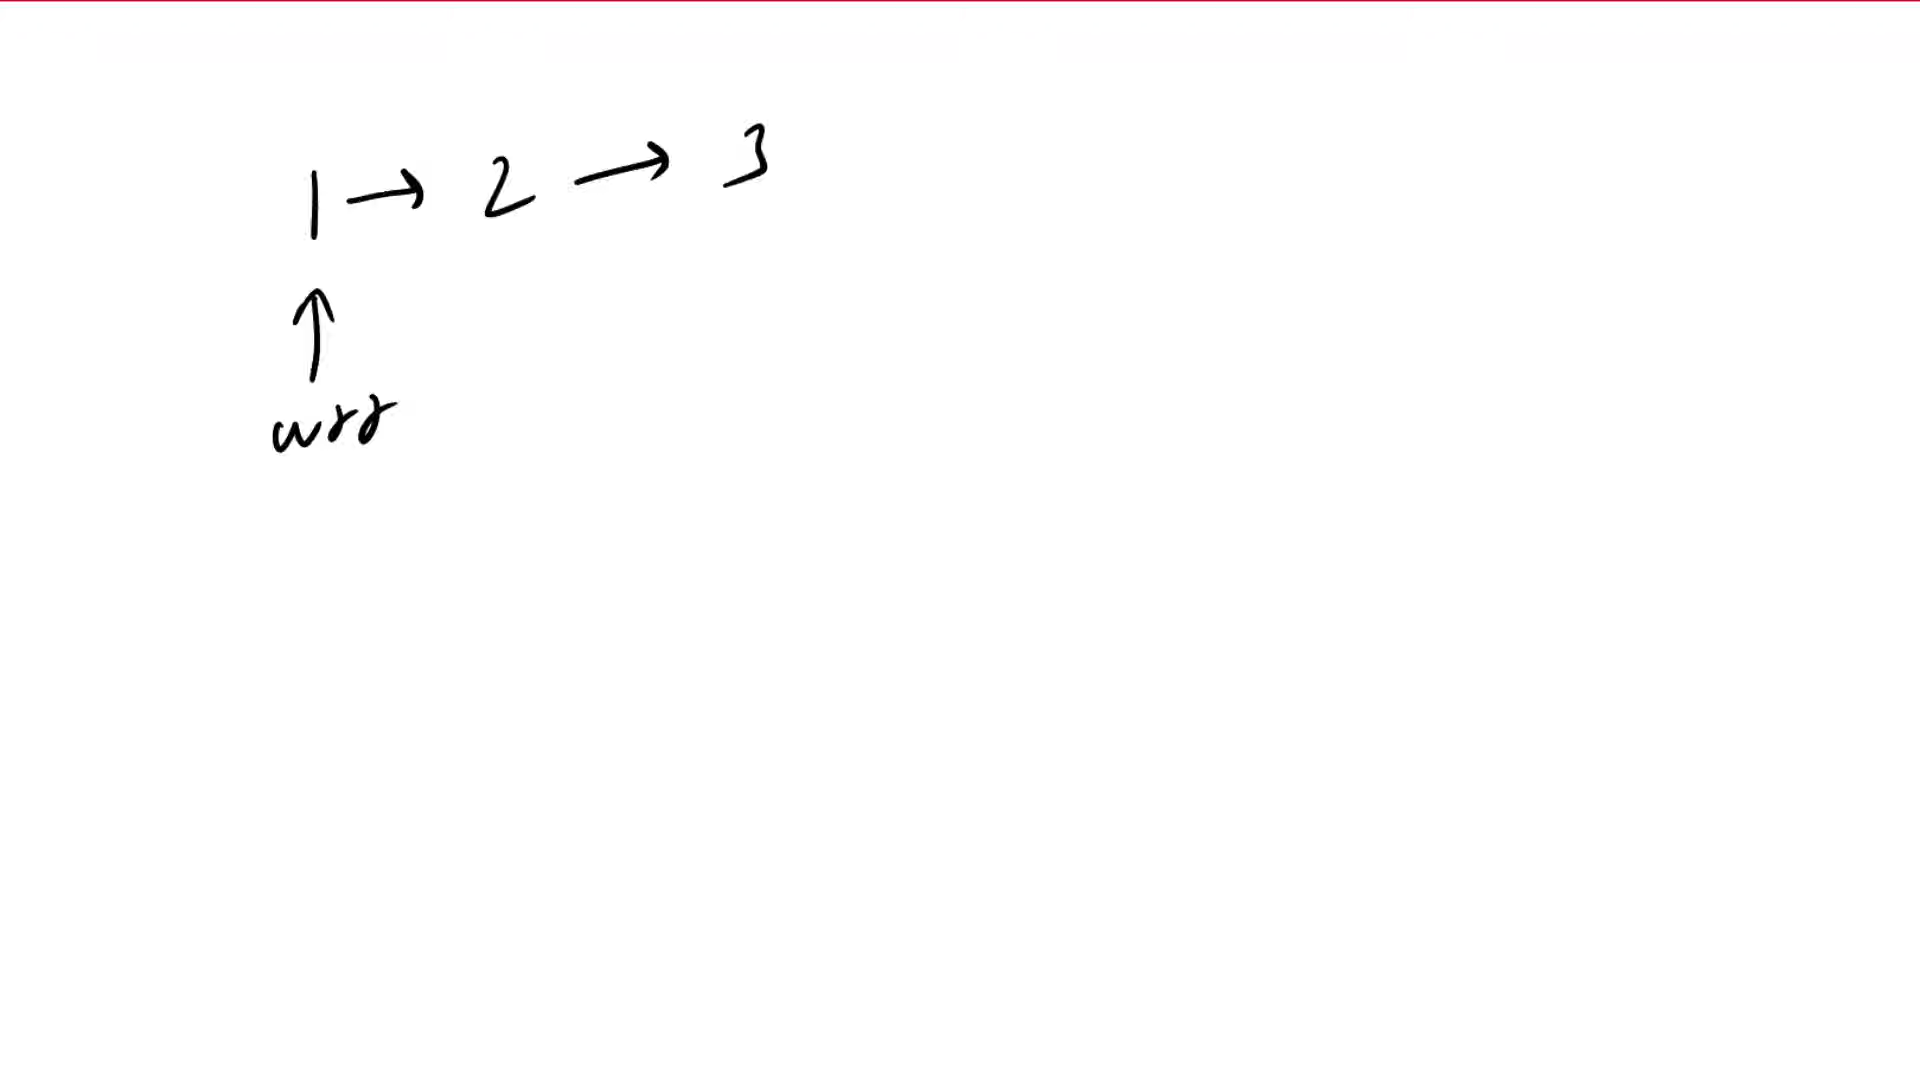 1 → 2 → 3
↑
curr